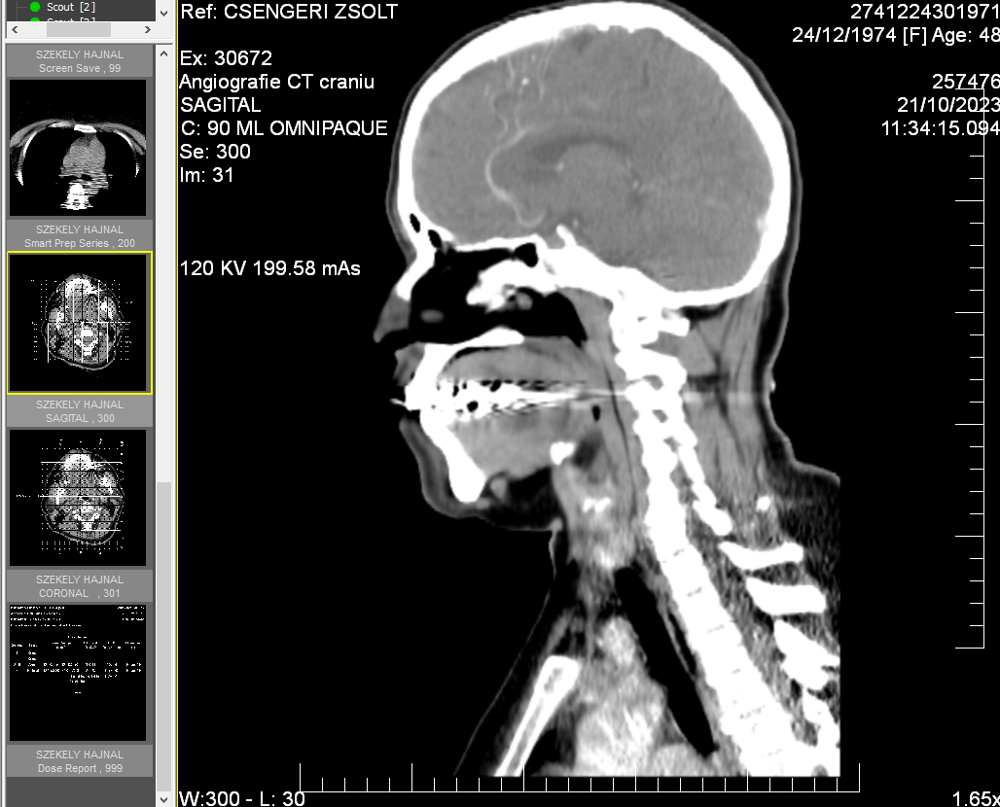 Scout [2]
SZEKELY HAJNAL
Screen Save , 99
SZEKELY HAJNAL
Smart Prep Series , 200
SZEKELY HAJNAL
SAGITAL , 300
SZEKELY HAJNAL
CORONAL , 301
SZEKELY HAJNAL
Dose Report , 999
Ref: CSENGERI ZSOLT
Ex: 30672
Angiografie CT craniu
SAGITAL
C: 90 ML OMNIPAQUE
Se: 300
Im: 31
120 KV 199.58 mAs
2741224301971
24/12/1974 [F] Age: 48
257476
21/10/2023
11:34:15.094
W:300 - L: 30
1.65x